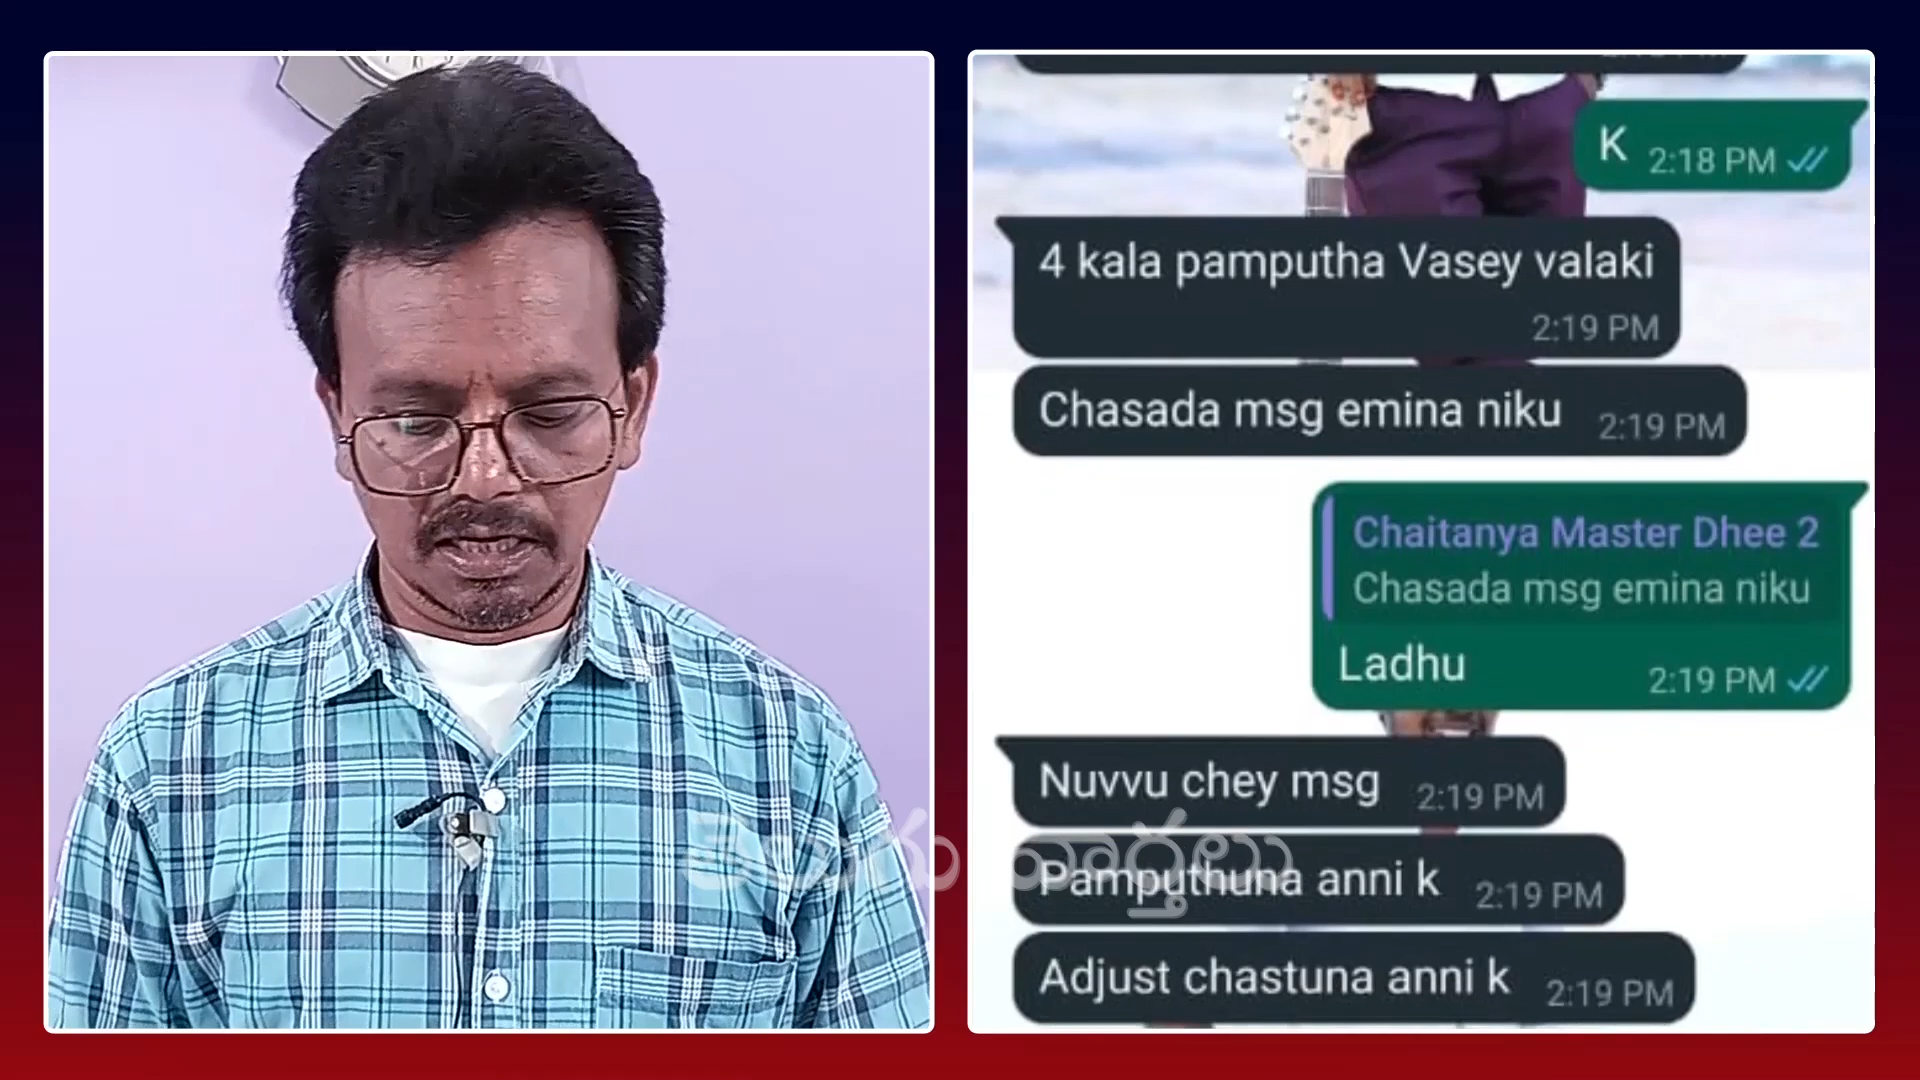 K 2:18 PM
4 kala pamputha Vasey valaki
2:19 PM
Chasada msg emina niku 2:19 PM
Chaitanya Master Dhee 2
Chasada msg emina niku
Ladhu 2:19 PM
Nuvvu chey msg 2:19 PM
తెలుగు వార్తలు
Pamputhuna anni k 2:19 PM
Adjust chastuna anni k 2:19 PM